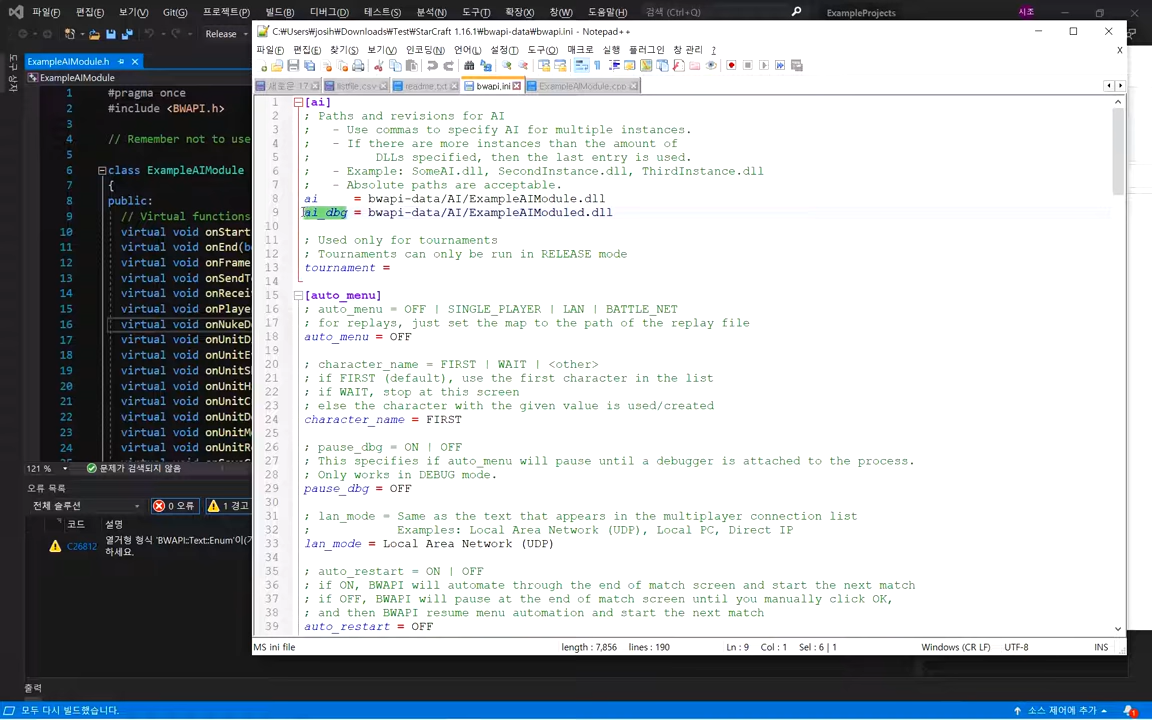 파일(F) 편집(E) 보기(V) Git(G) 프로젝트(P) 빌드(B) 디버그(D) 테스트(S) 분석(N) 도구(T) 확장(X) 창(W) 도움말(H) 검색 (Ctrl+Q) ExampleProjects 시조
Release
C:\Users\josih\Downloads\Test\StarCraft 1.16.1\bwapi-data\bwapi.ini - Notepad++
파일(F) 편집(E) 찾기(S) 보기(V) 인코딩(N) 언어(L) 설정(T) 도구(O) 매크로 실행 플러그인 창 관리 ?
새로운 17 listfile.csv readme.txt bwapi.ini ExampleAIModule.cpp
도구 상자
ExampleAIModule.h
ExampleAIModule
1 #pragma once
2 #include <BWAPI.h>
3
4 // Remember not to use
5
6 class ExampleAIModule
7 {
8 public:
9 // Virtual functions
10 virtual void onStart
11 virtual void onEnd(bo
12 virtual void onFrame
13 virtual void onSendTe
14 virtual void onRecei
15 virtual void onPlaye
16 virtual void onNukeDe
17 virtual void onUnitD
18 virtual void onUnitE
19 virtual void onUnitS
20 virtual void onUnitH
21 virtual void onUnitC
22 virtual void onUnitDe
23 virtual void onUnitMo
24 virtual void onUnitRe
121 % 문제가 검색되지 않음
오류 목록
전체 솔루션 0 오류 1 경고
코드 설명
C26812 열거형 형식 'BWAPI::Text::Enum'이(가
하세요.
출력
모두 다시 빌드했습니다. 소스 제어에 추가 1
1 [ai]
2 ; Paths and revisions for AI
3 ;   - Use commas to specify AI for multiple instances.
4 ;   - If there are more instances than the amount of
5 ;         DLLs specified, then the last entry is used.
6 ;   - Example: SomeAI.dll, SecondInstance.dll, ThirdInstance.dll
7 ;   - Absolute paths are acceptable.
8 ai     = bwapi-data/AI/ExampleAIModule.dll
9 ai_dbg = bwapi-data/AI/ExampleAIModuled.dll
10
11 ; Used only for tournaments
12 ; Tournaments can only be run in RELEASE mode
13 tournament =
14
15 [auto_menu]
16 ; auto_menu = OFF | SINGLE_PLAYER | LAN | BATTLE_NET
17 ; for replays, just set the map to the path of the replay file
18 auto_menu = OFF
19
20 ; character_name = FIRST | WAIT | <other>
21 ; if FIRST (default), use the first character in the list
22 ; if WAIT, stop at this screen
23 ; else the character with the given value is used/created
24 character_name = FIRST
25
26 ; pause_dbg = ON | OFF
27 ; This specifies if auto_menu will pause until a debugger is attached to the process.
28 ; Only works in DEBUG mode.
29 pause_dbg = OFF
30
31 ; lan_mode = Same as the text that appears in the multiplayer connection list
32 ;            Examples: Local Area Network (UDP), Local PC, Direct IP
33 lan_mode = Local Area Network (UDP)
34
35 ; auto_restart = ON | OFF
36 ; if ON, BWAPI will automate through the end of match screen and start the next match
37 ; if OFF, BWAPI will pause at the end of match screen until you manually click OK,
38 ; and then BWAPI resume menu automation and start the next match
39 auto_restart = OFF
MS ini file length : 7,856 lines : 190 Ln : 9 Col : 1 Sel : 6 | 1 Windows (CR LF) UTF-8 INS